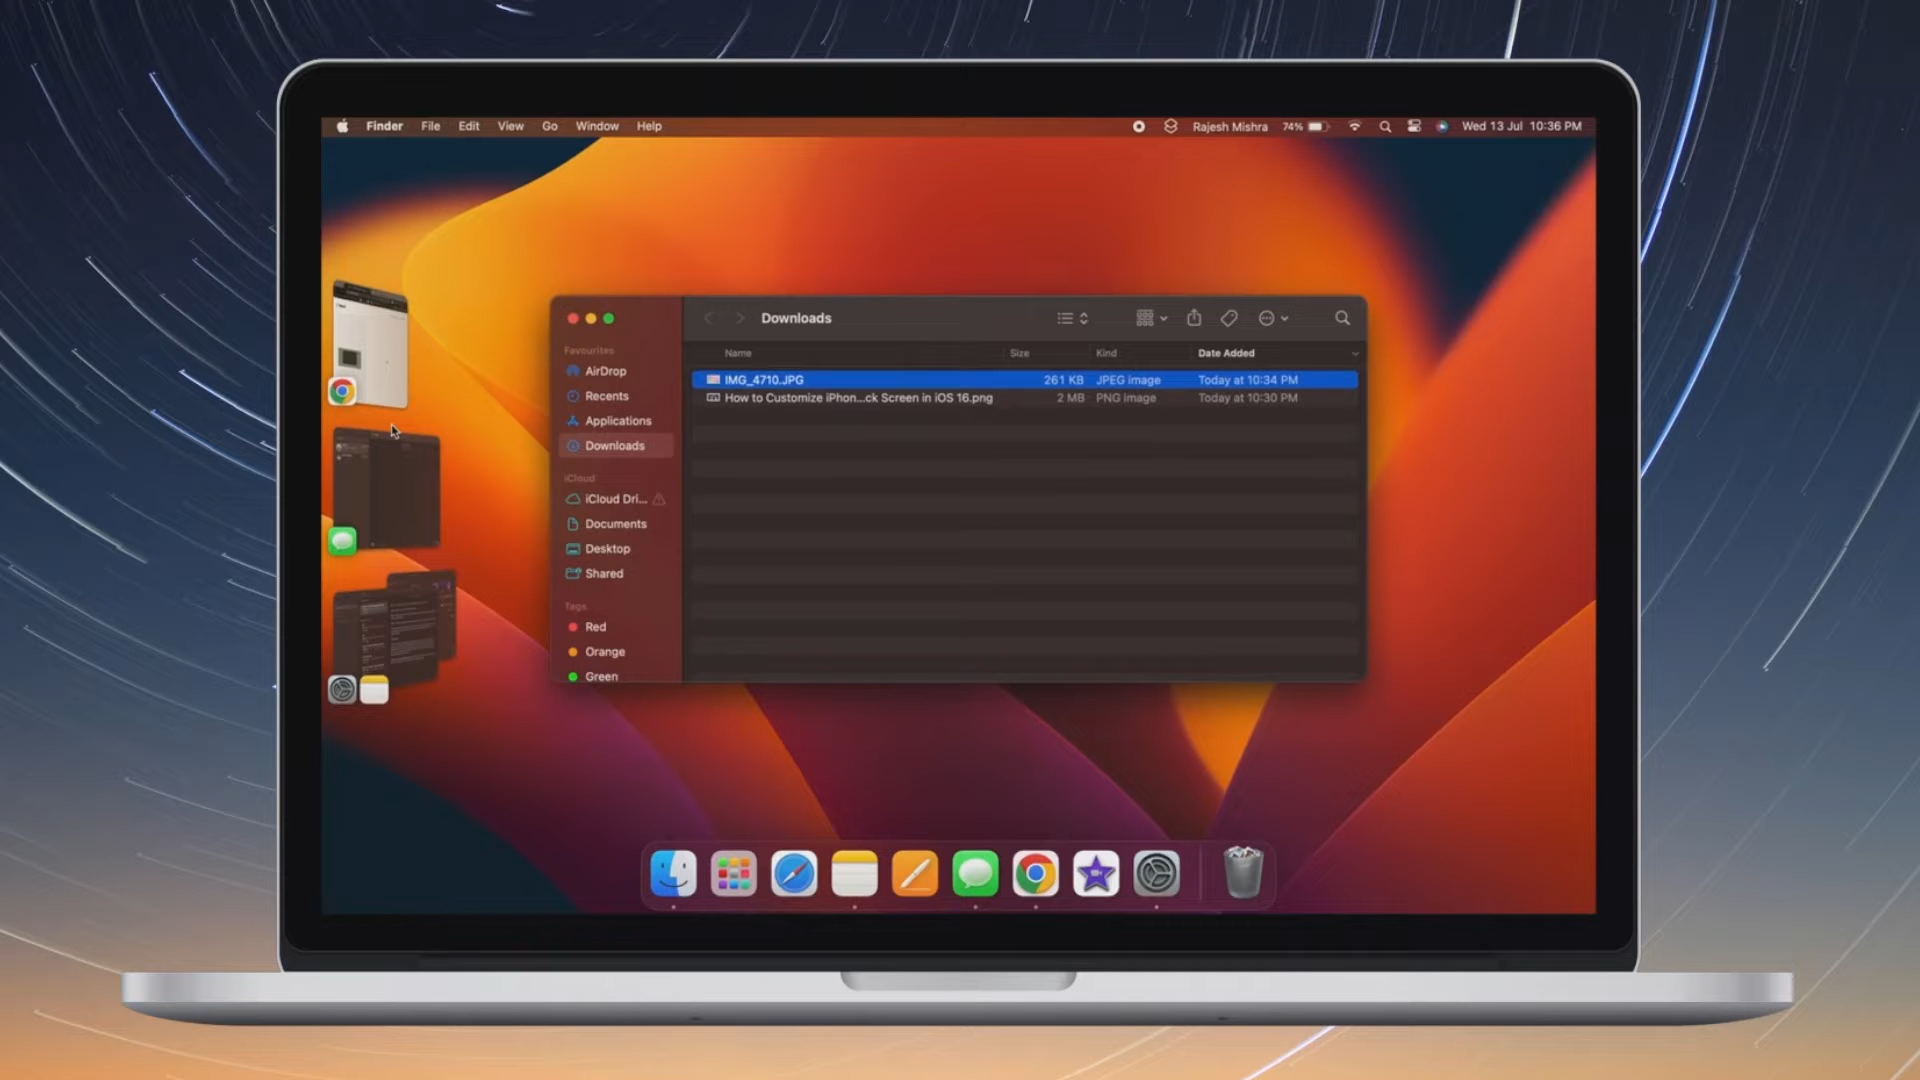 Finder File Edit View Go Window Help Rajesh Mishra 74% Wed 13 Jul 10:36 PM
Downloads
Name Size Kind Date Added
IMG_4710.JPG 261 KB JPEG image Today at 10:34 PM
How to Customize iPhon...ck Screen in iOS 16.png 2 MB PNG image Today at 10:30 PM
Favourites
AirDrop
Recents
Applications
Downloads
iCloud
iCloud Dri...
Documents
Desktop
Shared
Tags
Red
Orange
Green